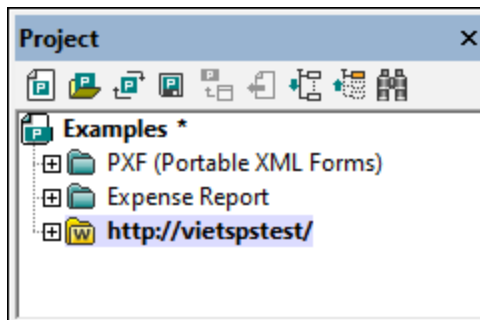 Project
Examples *
PXF (Portable XML Forms)
Expense Report
http://vietspstest/